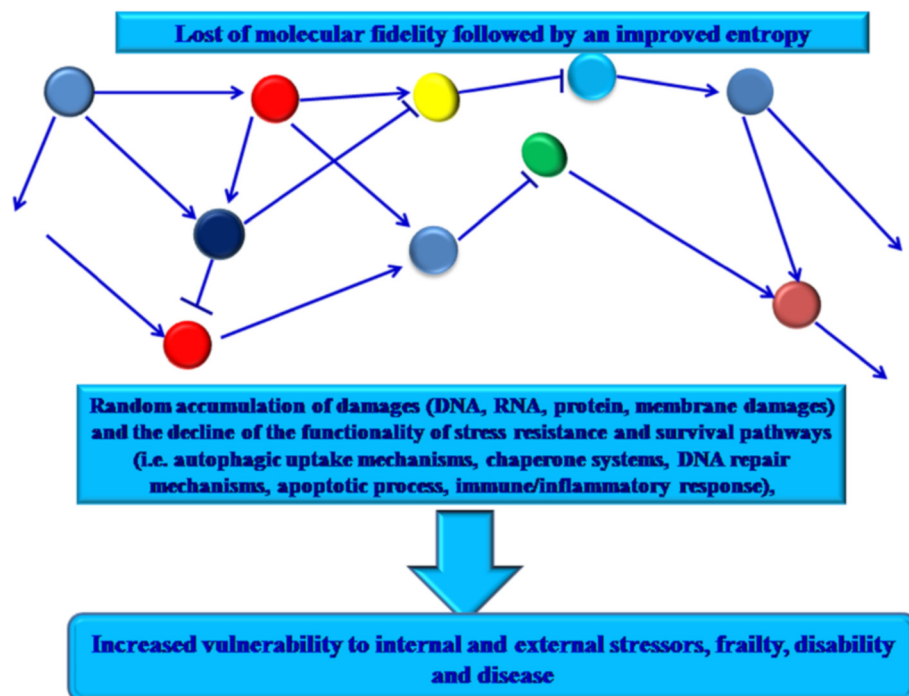 Lost of molecular fidelity followed by an improved entropy
Random accumulation of damages (DNA, RNA, protein, membrane damages)
and the decline of the functionality of stress resistance and survival pathways
(i.e. autophagic uptake mechanisms, chaperone systems, DNA repair
mechanisms, apoptotic process, immune/inflammatory response),
Increased vulnerability to internal and external stressors, frailty, disability
and disease